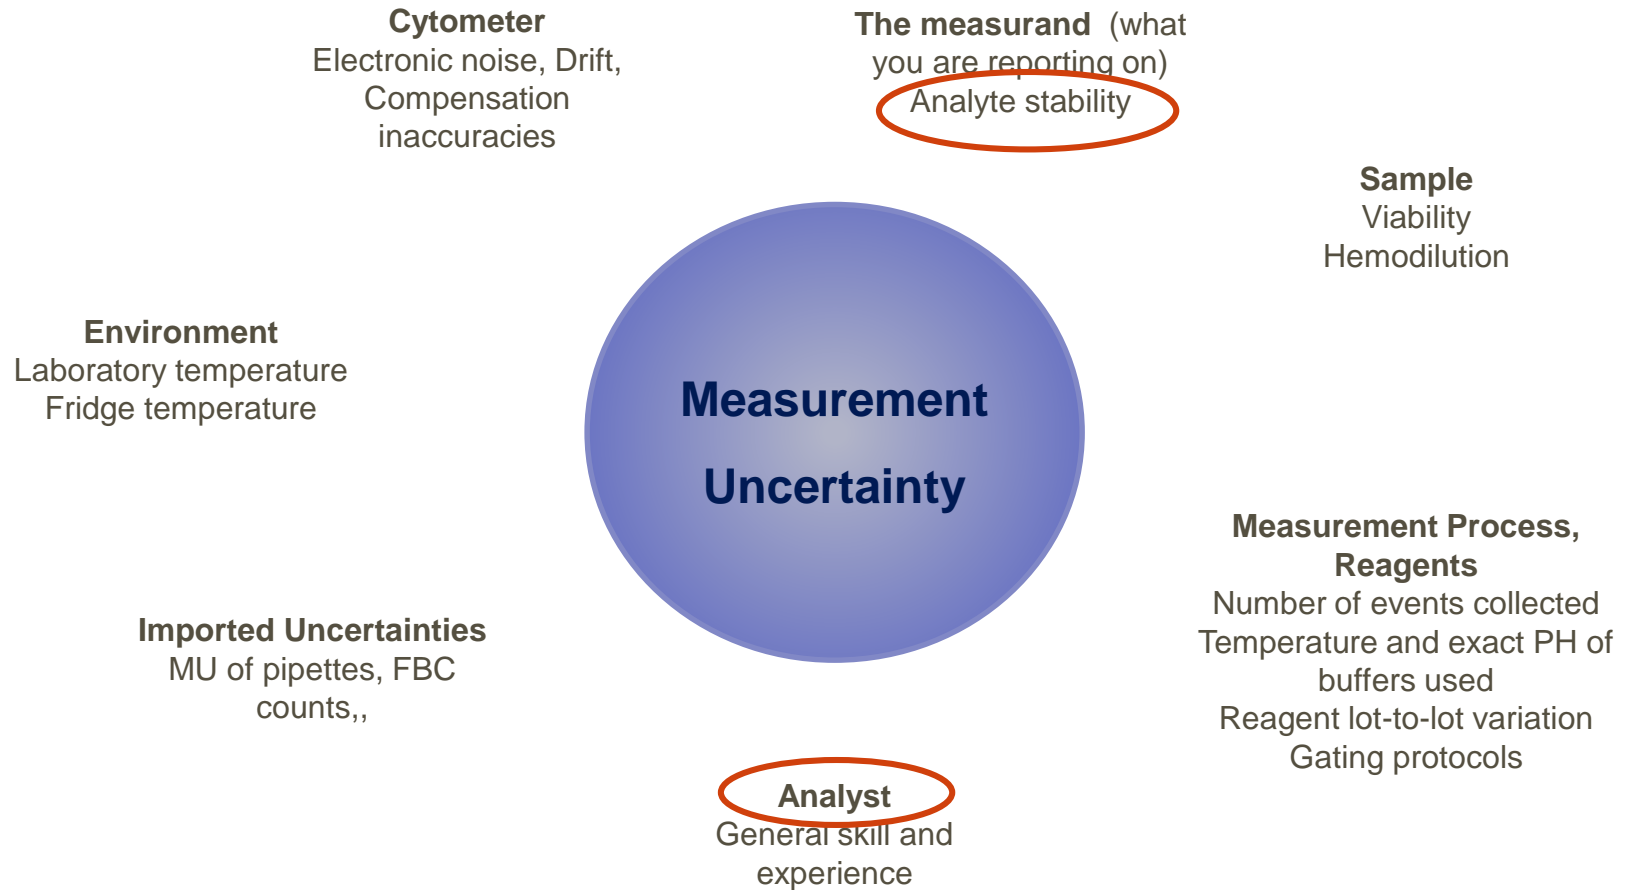 Cytometer
Electronic noise, Drift,
Compensation
inaccuracies
The measurand (what
you are reporting on)
Analyte stability
Sample
Viability
Hemodilution
Environment
Laboratory temperature
Fridge temperature
Measurement
Uncertainty
Measurement Process,
Reagents
Number of events collected
Temperature and exact PH of
buffers used
Reagent lot-to-lot variation
Gating protocols
Imported Uncertainties
MU of pipettes, FBC
counts,,
Analyst
General skill and
experience